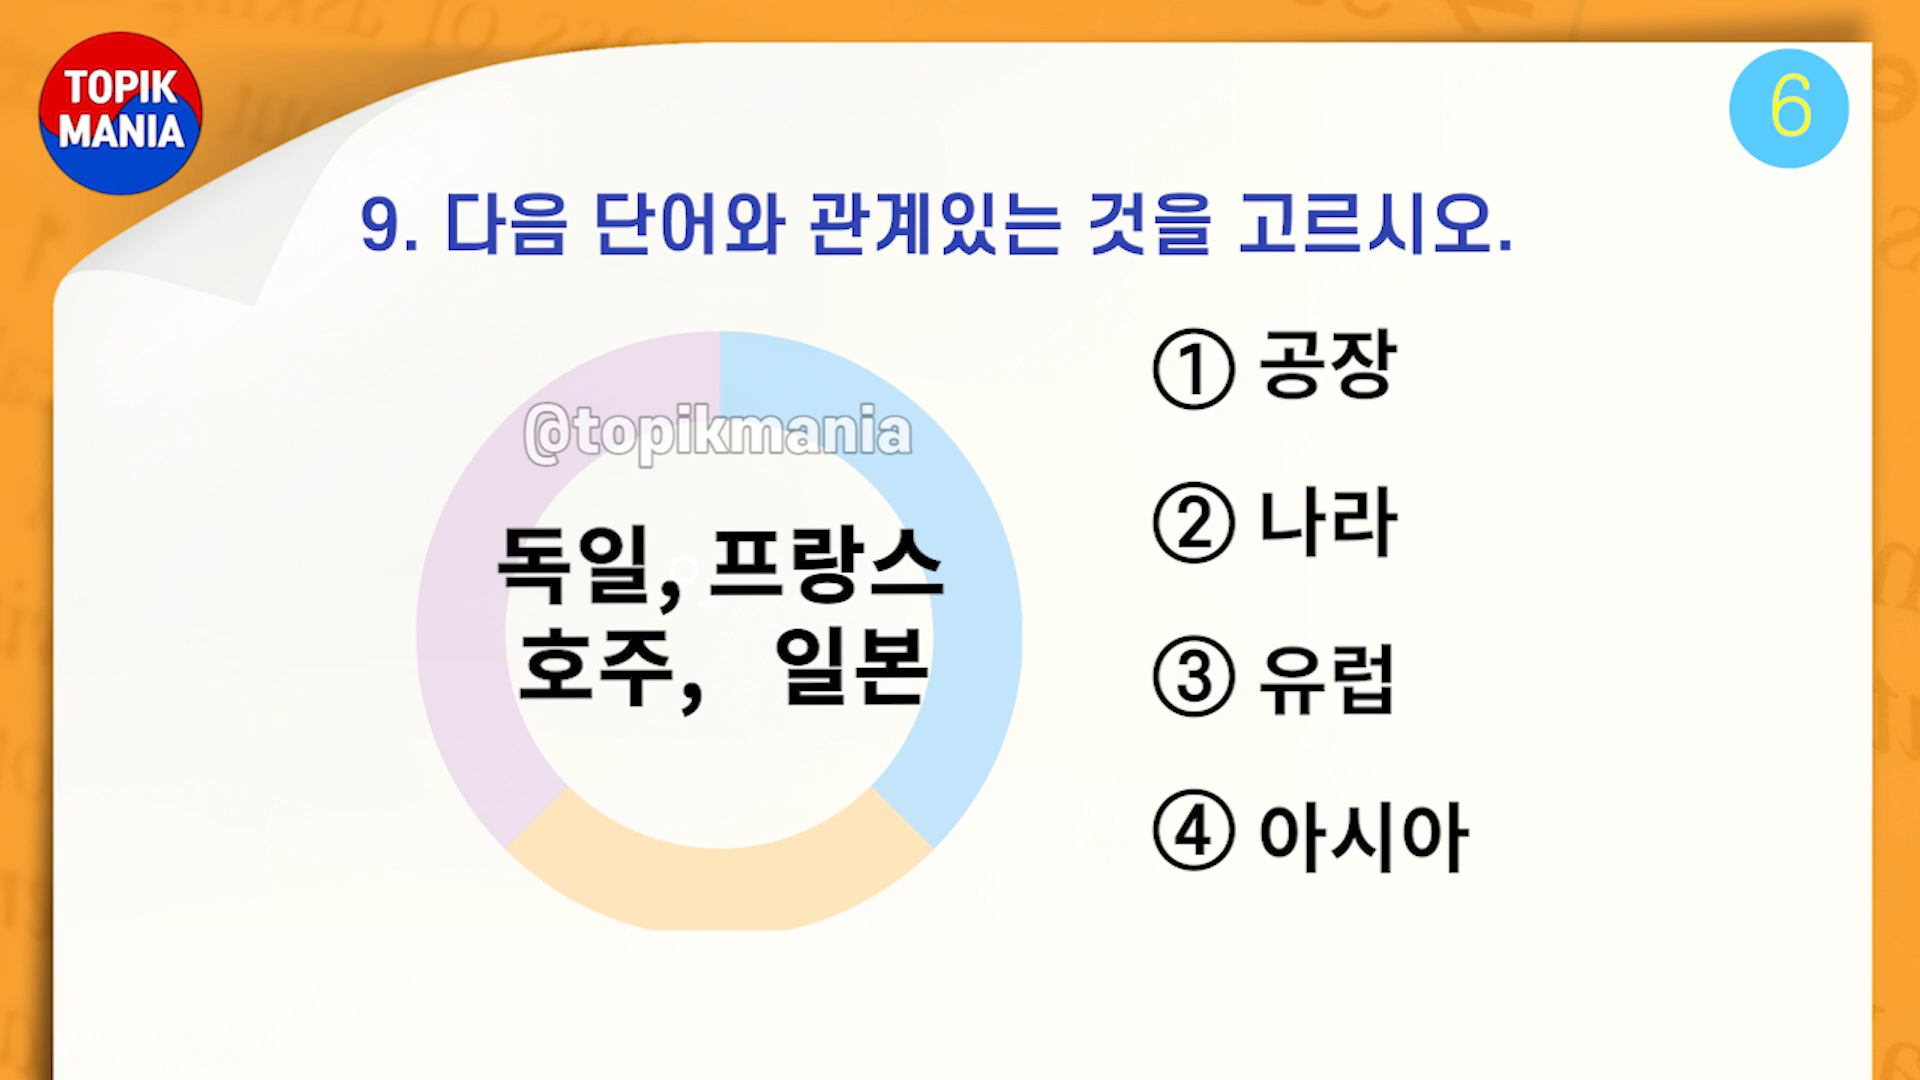 TOPIK
MANIA
6
9. 다음 단어와 관계있는 것을 고르시오.
@topikmania
독일, 프랑스
호주, 일본
① 공장
② 나라
③ 유럽
④ 아시아